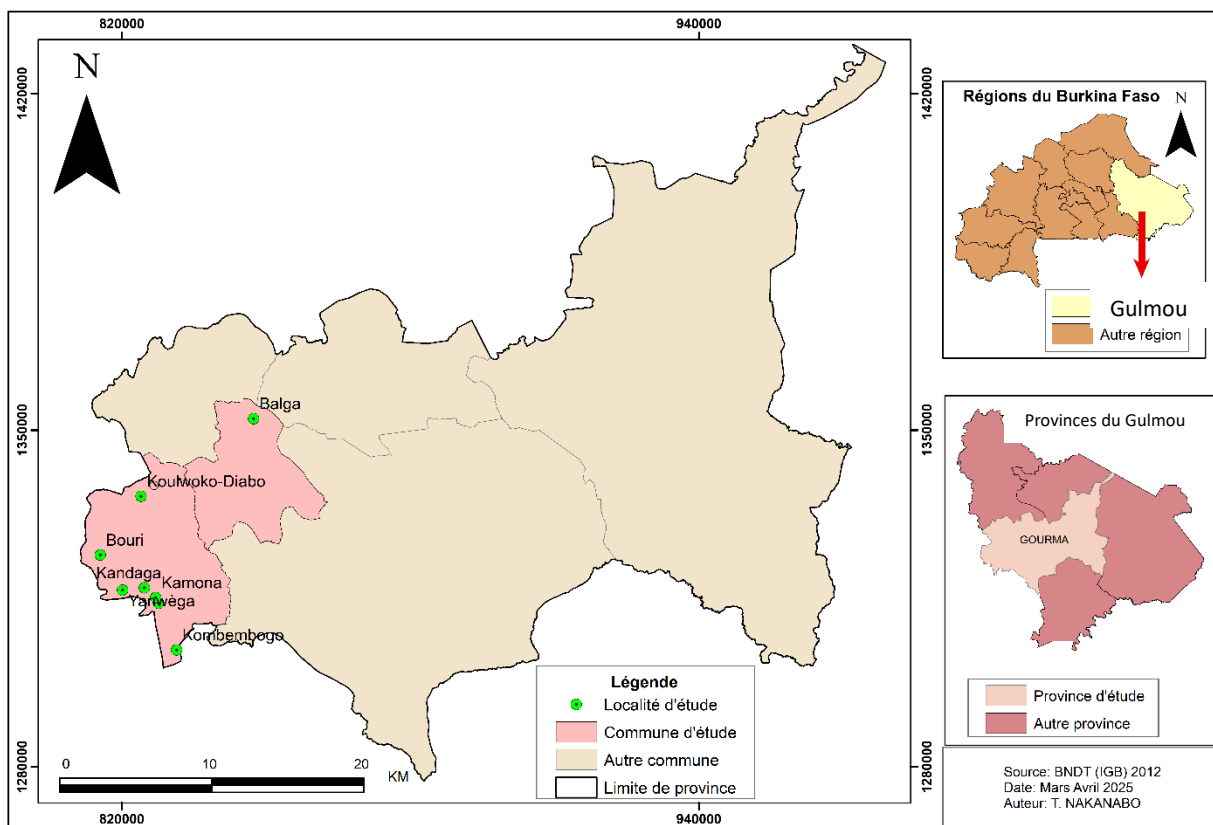 820000
940000
N
1420000
1420000
1350000
1350000
1280000
1280000
Balga
Koulwoko-Diabo
Bouri
Kandaga
Kamona
Yanwèga
Kombembogo
0
10
20
KM
Légende
Localité d'étude
Commune d'étude
Autre commune
Limite de province
820000
940000
Régions du Burkina Faso
N
Gulmou
Autre région
Provinces du Gulmou
GOURMA
Province d'étude
Autre province
Source: BNDT (IGB) 2012
Date: Mars Avril 2025
Auteur: T. NAKANABO